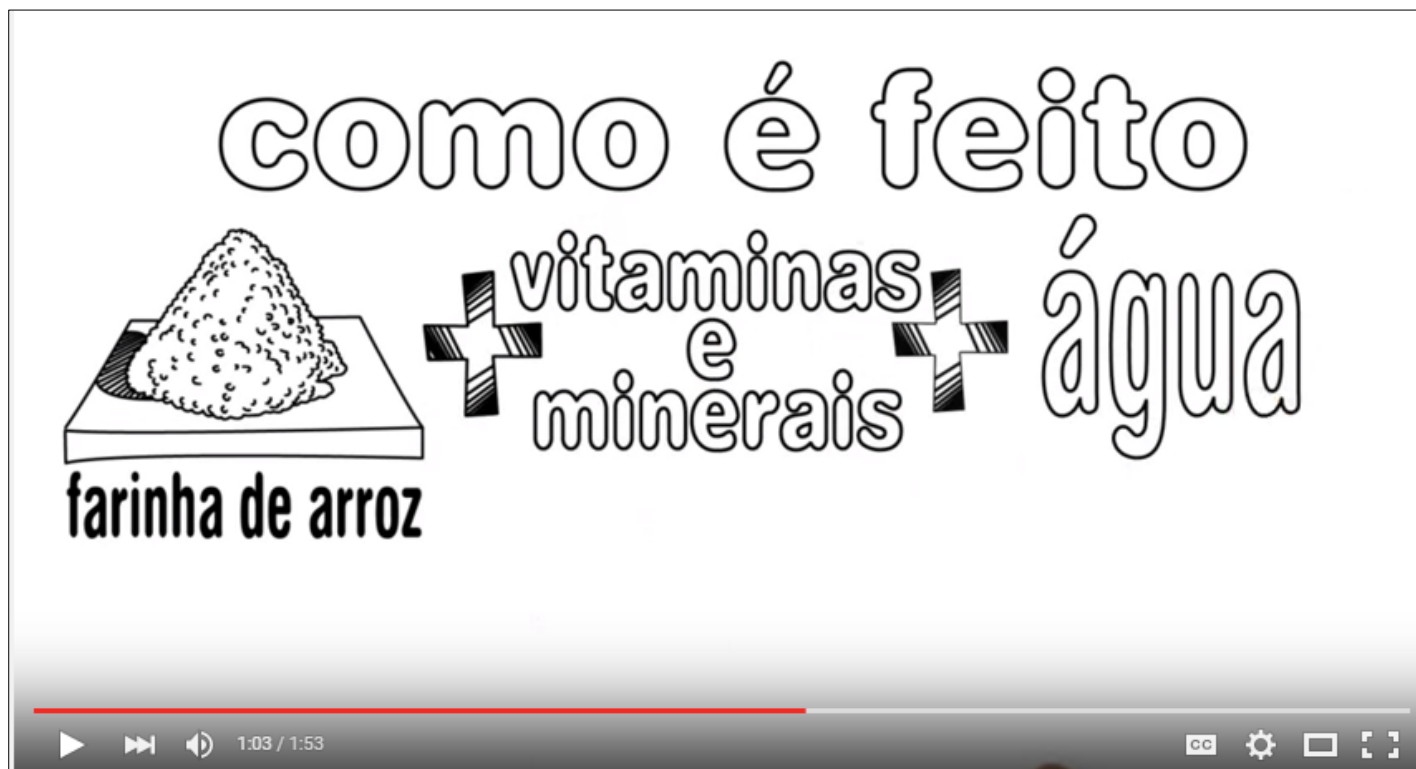 como é feito
vitaminas
e
minerais
água
farinha de arroz
1:03 / 1:53
CC